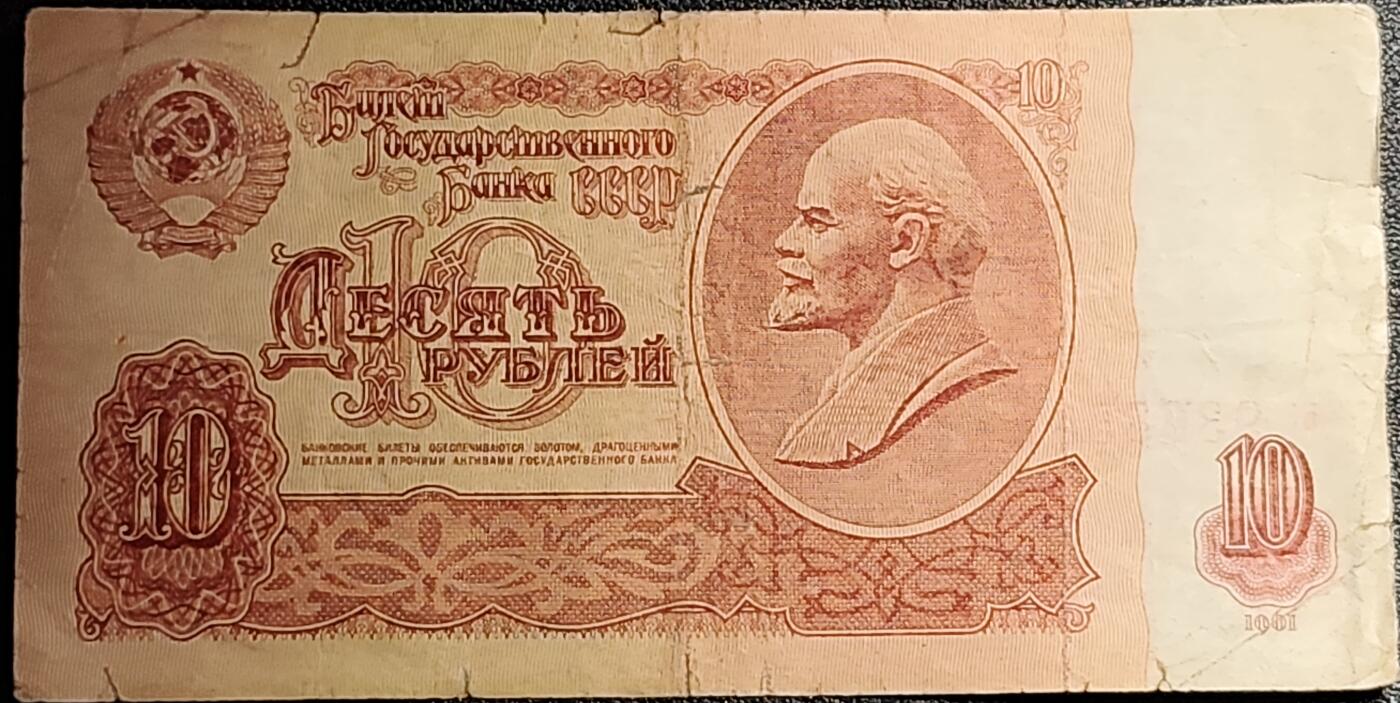 Билет
Государственного
Банка СССР
10
10
Десять
рублей
10
БАНКОВСКИЕ БИЛЕТЫ ОБЕСПЕЧИВАЮТСЯ ЗОЛОТОМ, ДРАГОЦЕННЫМИ
МЕТАЛЛАМИ И ПРОЧИМИ АКТИВАМИ ГОСУДАРСТВЕННОГО БАНКА
10
1961